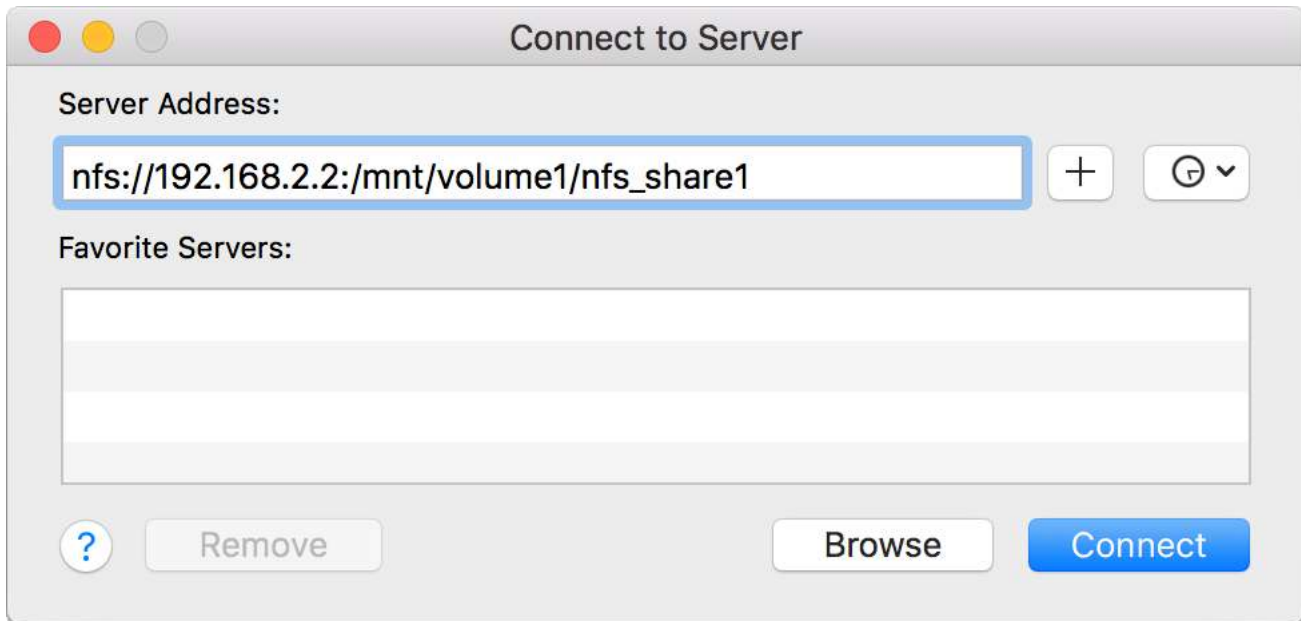 Connect to Server
Server Address:
nfs://192.168.2.2:/mnt/volume1/nfs_share1
Favorite Servers:
?
Remove
Browse
Connect